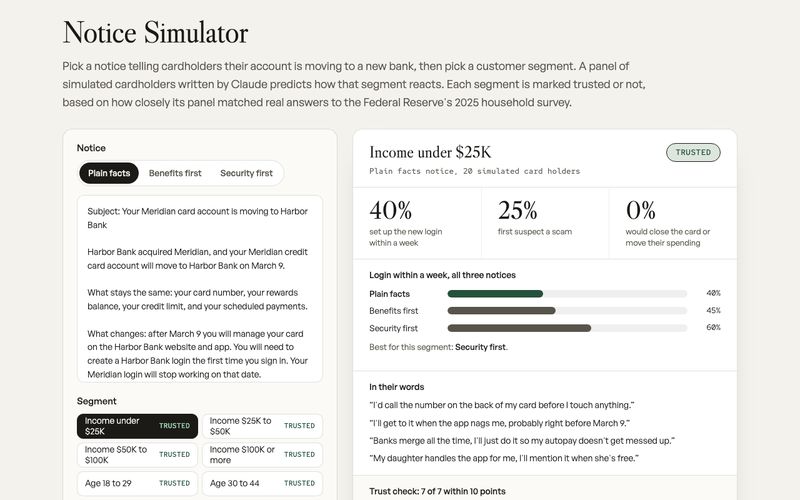 Notice Simulator
Pick a notice telling cardholders their account is moving to a new bank, then pick a customer segment. A panel of
simulated cardholders written by Claude predicts how that segment reacts. Each segment is marked trusted or not,
based on how closely its panel matched real answers to the Federal Reserve's 2025 household survey.
Notice
Plain facts
Benefits first
Security first
Subject: Your Meridian card account is moving to Harbor
Bank
Harbor Bank acquired Meridian, and your Meridian credit
card account will move to Harbor Bank on March 9.
What stays the same: your card number, your rewards
balance, your credit limit, and your scheduled payments.
What changes: after March 9 you will manage your card
on the Harbor Bank website and app. You will need to
create a Harbor Bank login the first time you sign in. Your
Meridian login will stop working on that date.
Segment
Income under
$25K
TRUSTED
Income $25K to
$50K
TRUSTED
Income $50K to
$100K
TRUSTED
Income $100K or
more
TRUSTED
Age 18 to 29
TRUSTED
Age 30 to 44
TRUSTED
Income under $25K
TRUSTED
Plain facts notice, 20 simulated card holders
40%
set up the new login
within a week
25%
first suspect a scam
0%
would close the card or
move their spending
Login within a week, all three notices
Plain facts
40%
Benefits first
45%
Security first
60%
Best for this segment: Security first.
In their words
"I'd call the number on the back of my card before I touch anything."
"I'll get to it when the app nags me, probably right before March 9."
"Banks merge all the time, I'll just do it so my autopay doesn't get messed up."
"My daughter handles the app for me, I'll mention it when she's free."
Trust check: 7 of 7 within 10 points